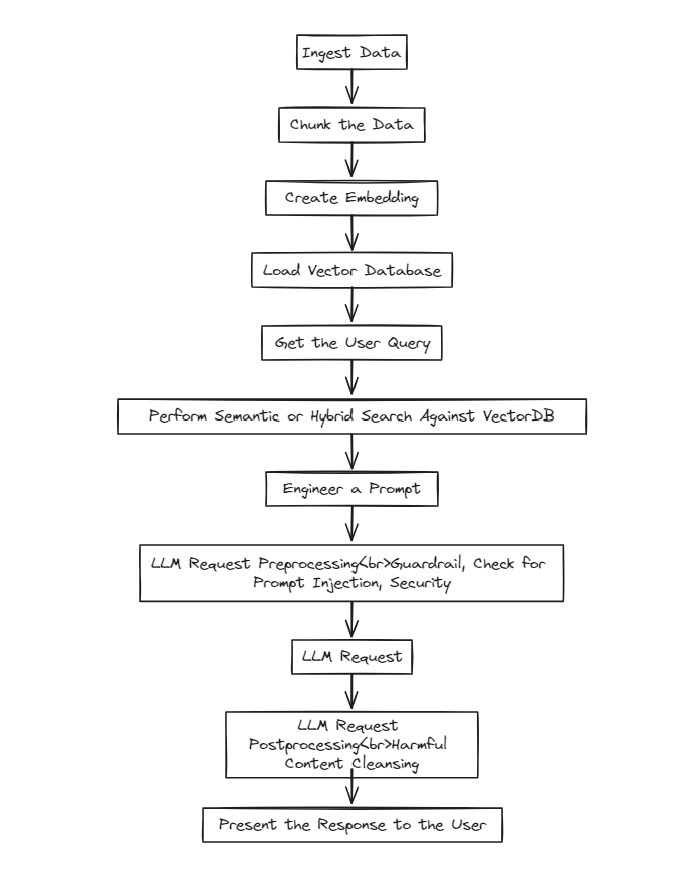 Ingest Data
Chunk the Data
Create Embedding
Load Vector Database
Get the User Query
Perform Semantic or Hybrid Search Against VectorDB
Engineer a Prompt
LLM Request Preprocessing<br>Guardrail, Check for
Prompt Injection, Security
LLM Request
LLM Request
Postprocessing<br>Harmful
Content Cleansing
Present the Response to the User